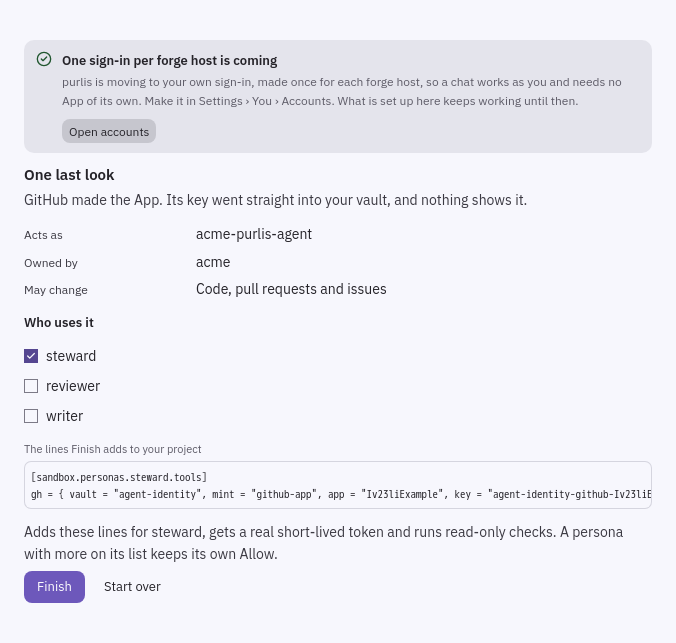 One sign-in per forge host is coming
purlis is moving to your own sign-in, made once for each forge host, so a chat works as you and needs no
App of its own. Make it in Settings › You › Accounts. What is set up here keeps working until then.
Open accounts
One last look
GitHub made the App. Its key went straight into your vault, and nothing shows it.
Acts as acme-purlis-agent
Owned by acme
May change Code, pull requests and issues
Who uses it
steward
reviewer
writer
The lines Finish adds to your project
[sandbox.personas.steward.tools]
gh = { vault = "agent-identity", mint = "github-app", app = "Iv23liExample", key = "agent-identity-github-Iv23liE
Adds these lines for steward, gets a real short-lived token and runs read-only checks. A persona
with more on its list keeps its own Allow.
Finish Start over